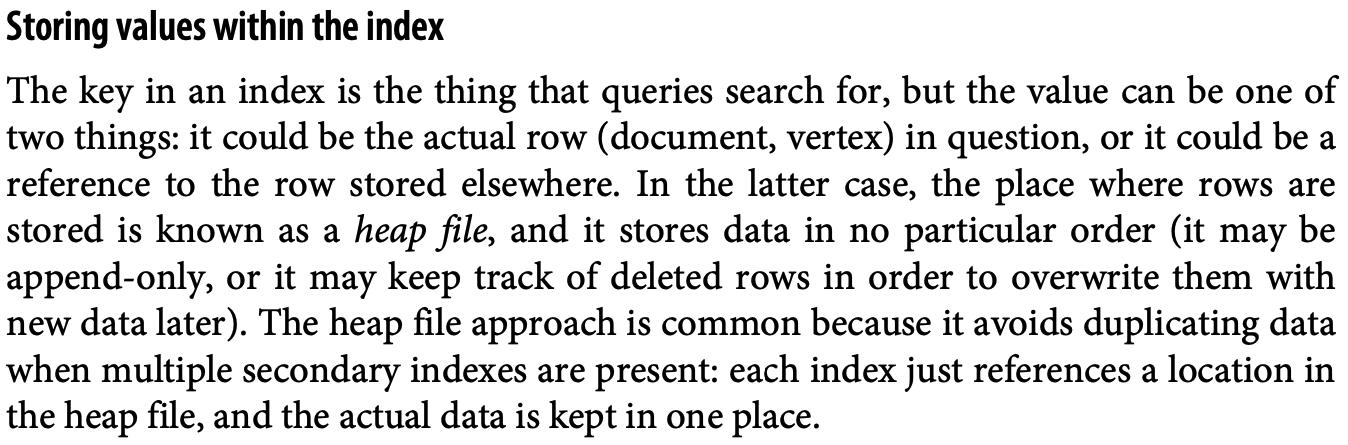 Storing values within the index
The key in an index is the thing that queries search for, but the value can be one of
two things: it could be the actual row (document, vertex) in question, or it could be a
reference to the row stored elsewhere. In the latter case, the place where rows are
stored is known as a heap file, and it stores data in no particular order (it may be
append-only, or it may keep track of deleted rows in order to overwrite them with
new data later). The heap file approach is common because it avoids duplicating data
when multiple secondary indexes are present: each index just references a location in
the heap file, and the actual data is kept in one place.